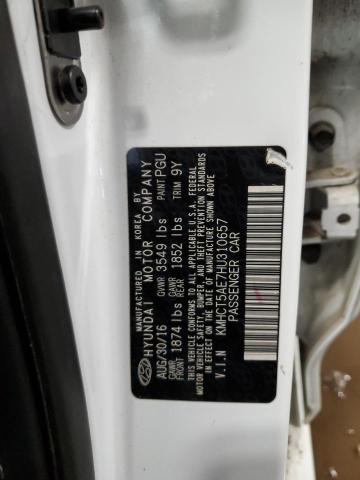 MANUFACTURED IN KOREA BY
HYUNDAI MOTOR COMPANY
AUG/30/16 GVWR 3549 lbs PAINT PGU
GAWR FRONT 1874 lbs GAWR REAR 1852 lbs TRIM 9Y
THIS VEHICLE CONFORMS TO ALL APPLICABLE U.S.A. FEDERAL
MOTOR VEHICLE SAFETY, BUMPER, AND THEFT PREVENTION STANDARDS
IN EFFECT ON THE DATE OF MANUFACTURE SHOWN ABOVE.
V.I.N KMHCT5AE7HU310657
PASSENGER CAR